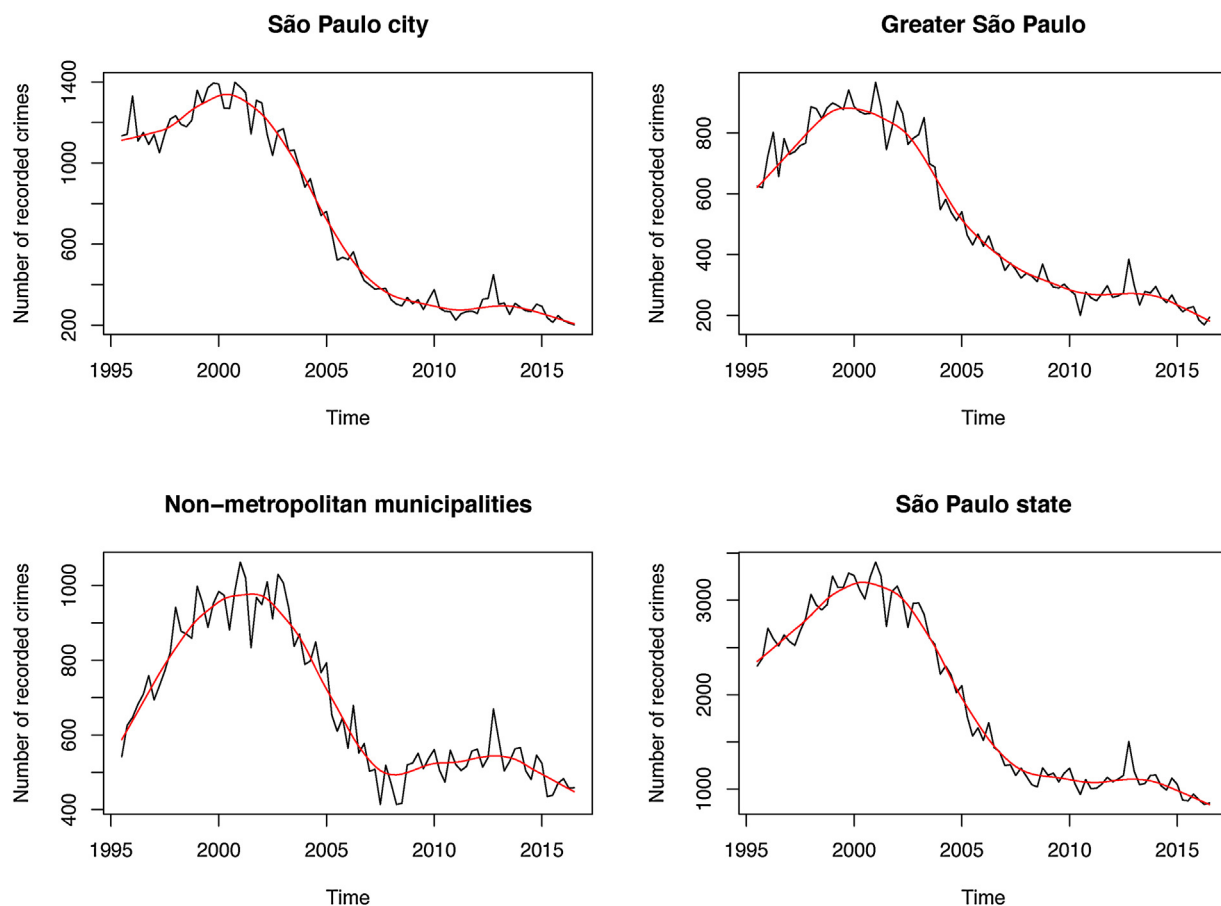 São Paulo city
Number of recorded crimes
1400
1000
600
200
1995 2000 2005 2010 2015
Time
Greater São Paulo
Number of recorded crimes
800
600
400
200
1995 2000 2005 2010 2015
Time
Non−metropolitan municipalities
Number of recorded crimes
1000
800
600
400
1995 2000 2005 2010 2015
Time
São Paulo state
Number of recorded crimes
3000
2000
1000
1995 2000 2005 2010 2015
Time